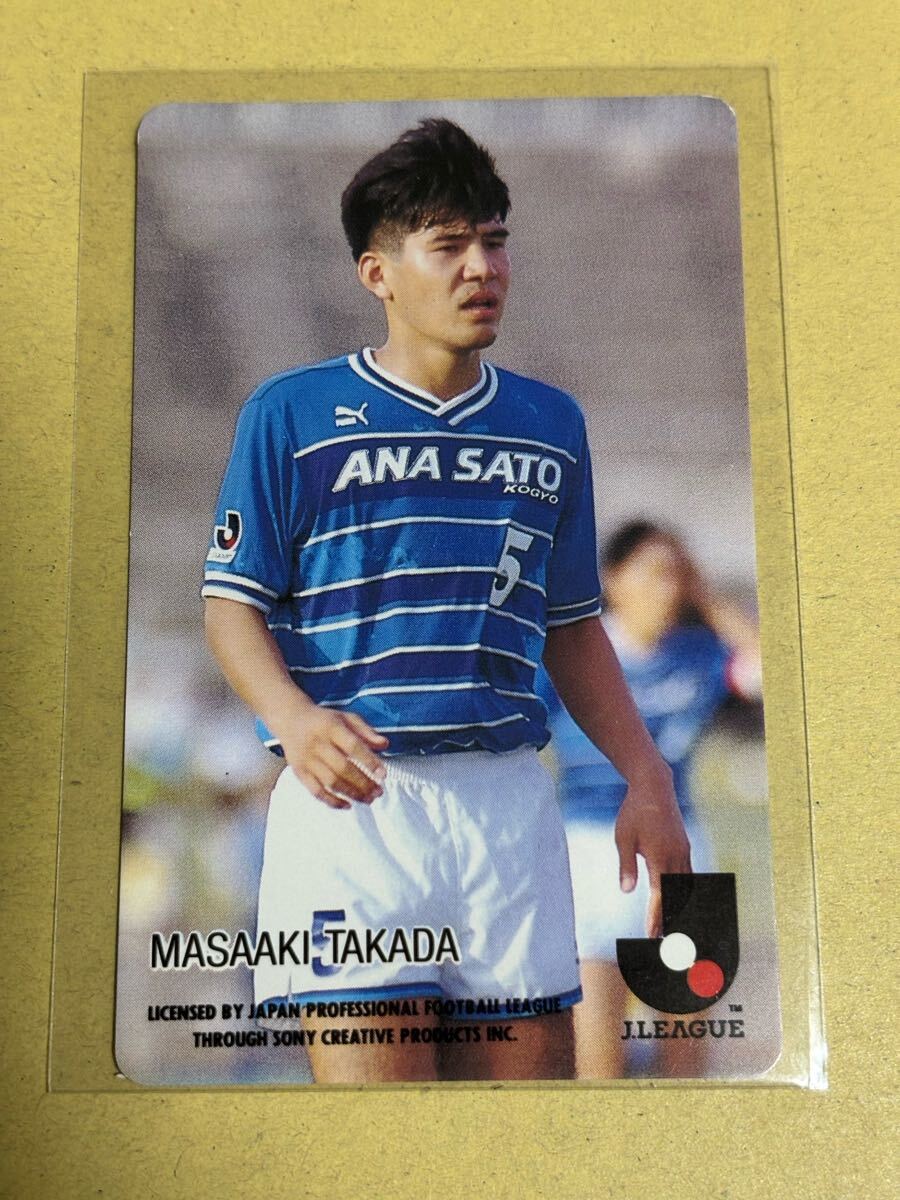 ANA SATO
KOGYO
5
5
MASAAKI TAKADA
LICENSED BY JAPAN PROFESSIONAL FOOTBALL LEAGUE
THROUGH SONY CREATIVE PRODUCTS INC.
TM
J.LEAGUE